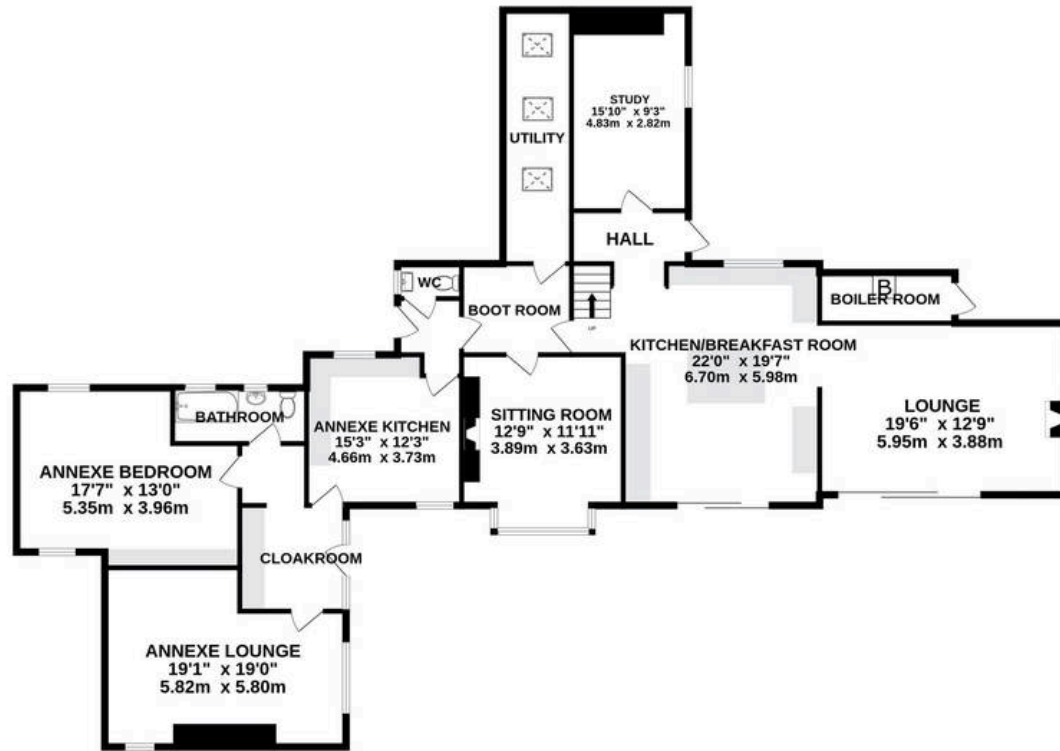 STUDY
15'10" x 9'3"
4.83m x 2.82m
UTILITY
HALL
WC
B
BOILER ROOM
BOOT ROOM
UP
KITCHEN/BREAKFAST ROOM
22'0" x 19'7"
6.70m x 5.98m
LOUNGE
19'6" x 12'9"
5.95m x 3.88m
SITTING ROOM
12'9" x 11'11"
3.89m x 3.63m
ANNEXE KITCHEN
15'3" x 12'3"
4.66m x 3.73m
BATHROOM
ANNEXE BEDROOM
17'7" x 13'0"
5.35m x 3.96m
CLOAKROOM
ANNEXE LOUNGE
19'1" x 19'0"
5.82m x 5.80m